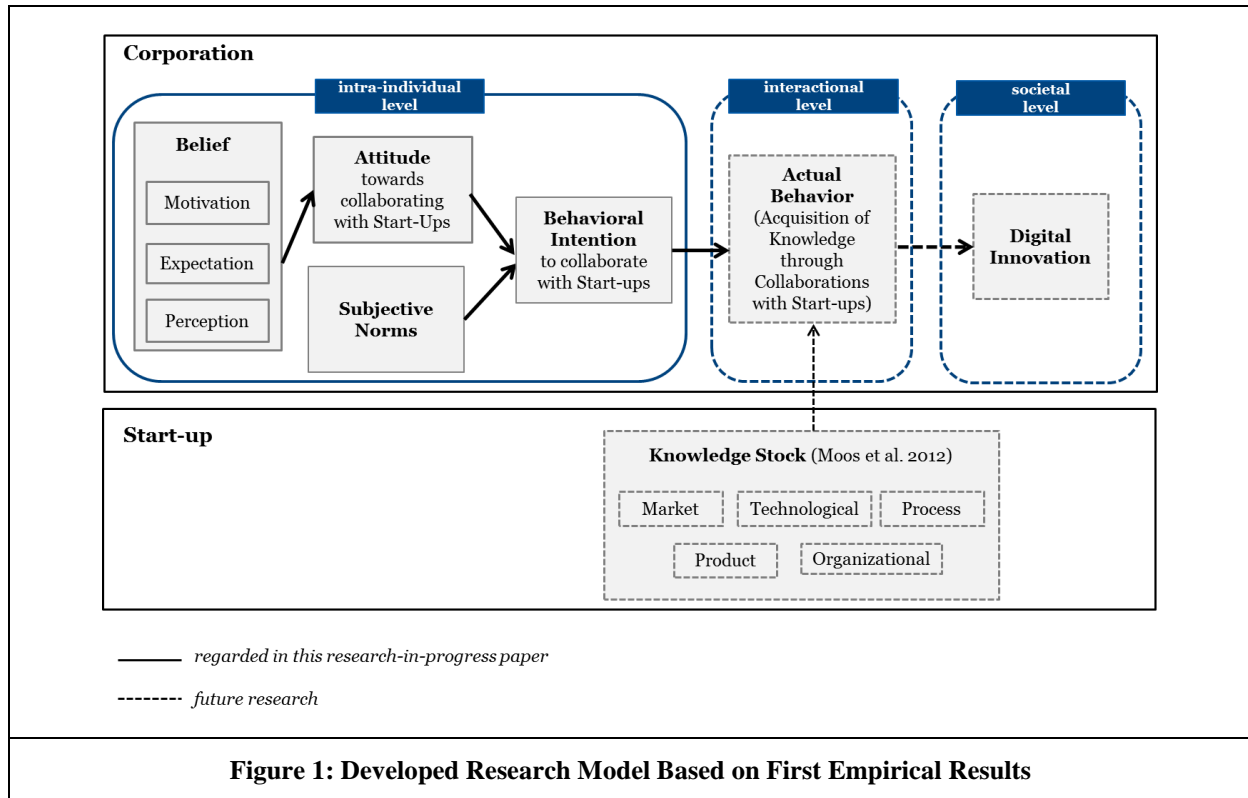 Corporation
intra-individual
level
interactional
level
societal
level
Belief
Motivation
Expectation
Perception
Attitude
towards
collaborating
with Start-Ups
Subjective
Norms
Behavioral
Intention
to collaborate
with Start-ups
Actual
Behavior
(Acquisition of
Knowledge
through
Collaborations
with Start-ups)
Digital
Innovation
Start-up
Knowledge Stock (Moos et al. 2012)
Market
Technological
Process
Product
Organizational
regarded in this research-in-progress paper
future research
Figure 1: Developed Research Model Based on First Empirical Results